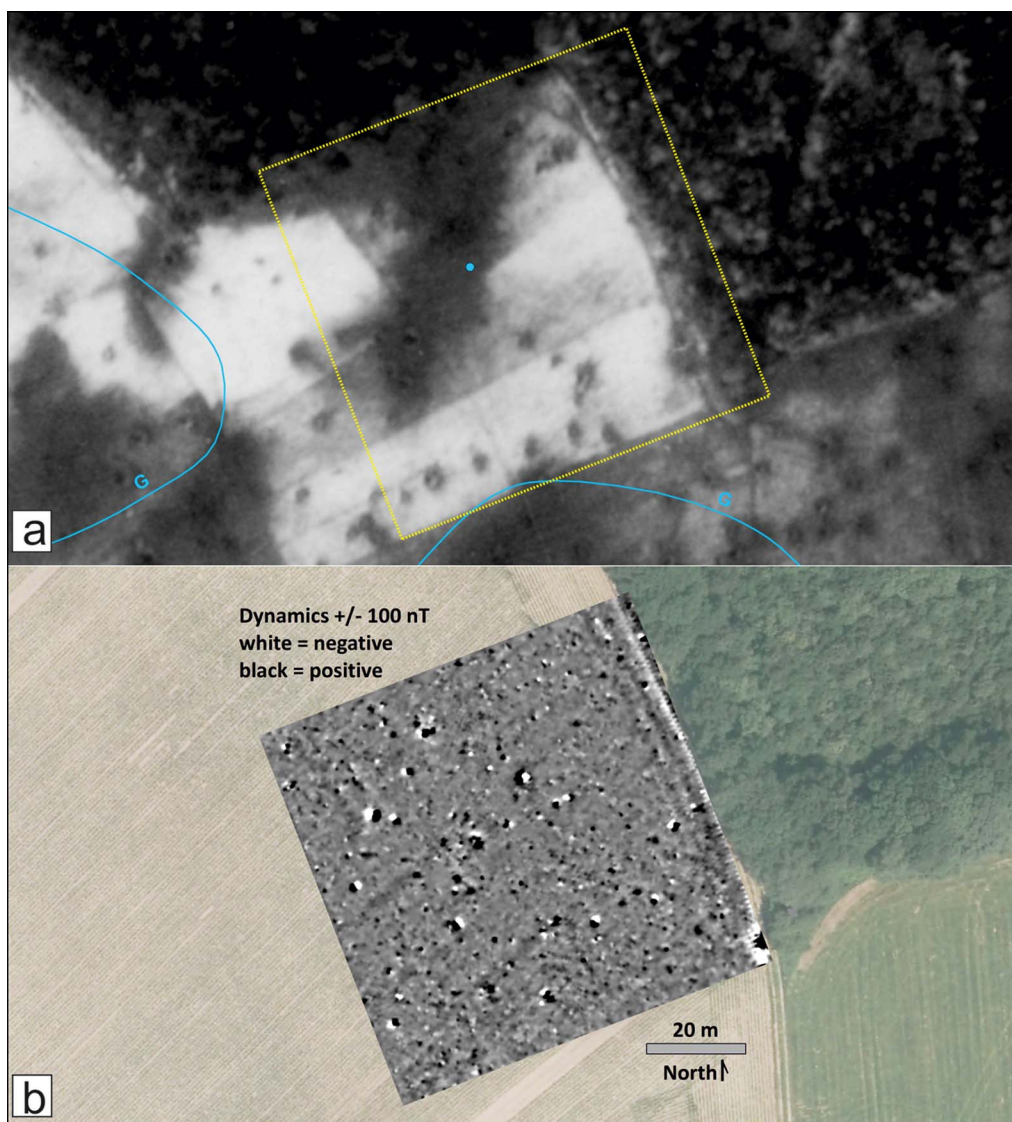 G
G
a
Dynamics +/- 100 nT
white = negative
black = positive
20 m
North
b